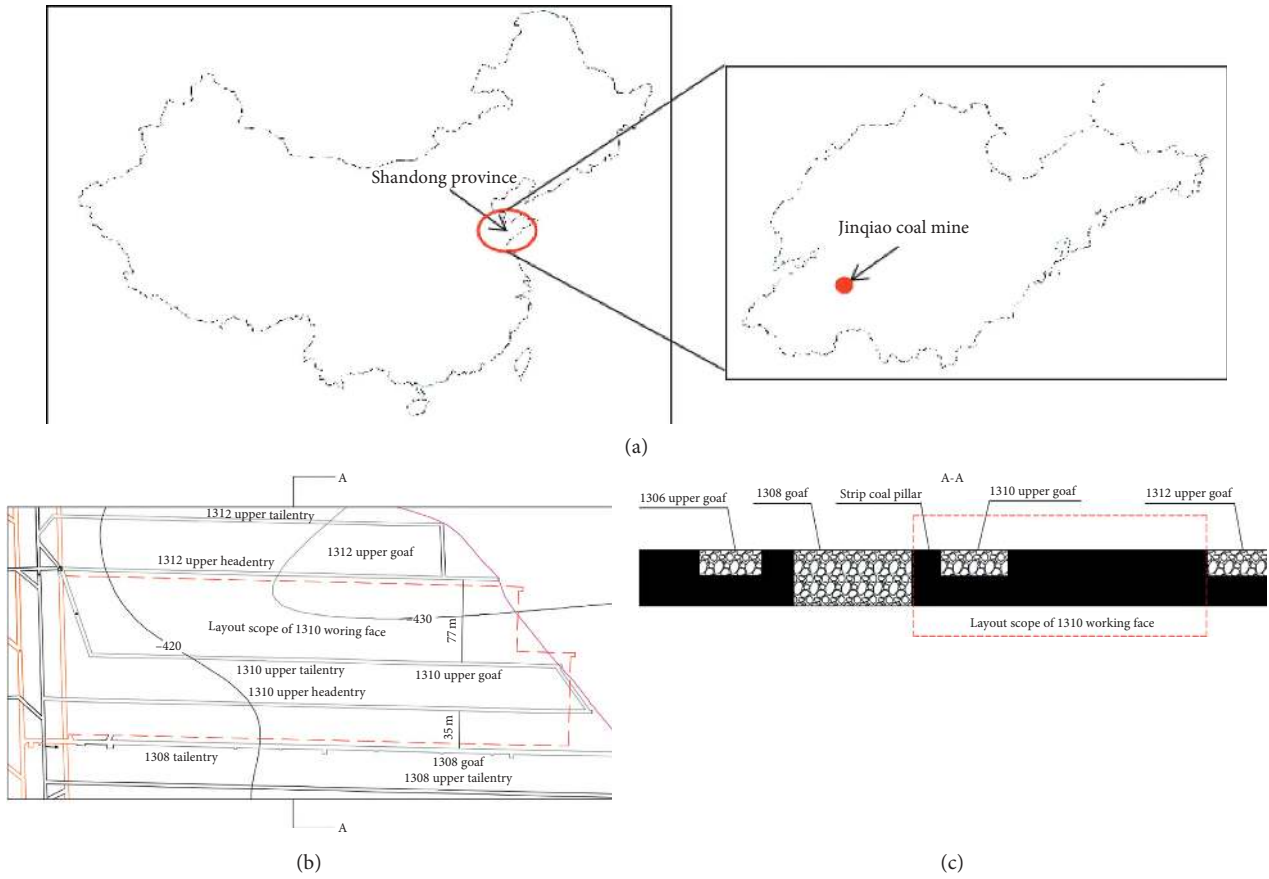 Shandong province
Jinqiao coal mine
(a)
A
1312 upper tailentry
1312 upper headentry
1312 upper goaf
Layout scope of 1310 woring face
77 m
–430
–420
1310 upper tailentry
1310 upper goaf
1310 upper headentry
35 m
1308 tailentry
1308 goaf
1308 upper tailentry
A
(b)
A-A
1306 upper goaf
1308 goaf
Strip coal pillar
1310 upper goaf
1312 upper goaf
Layout scope of 1310 working face
(c)